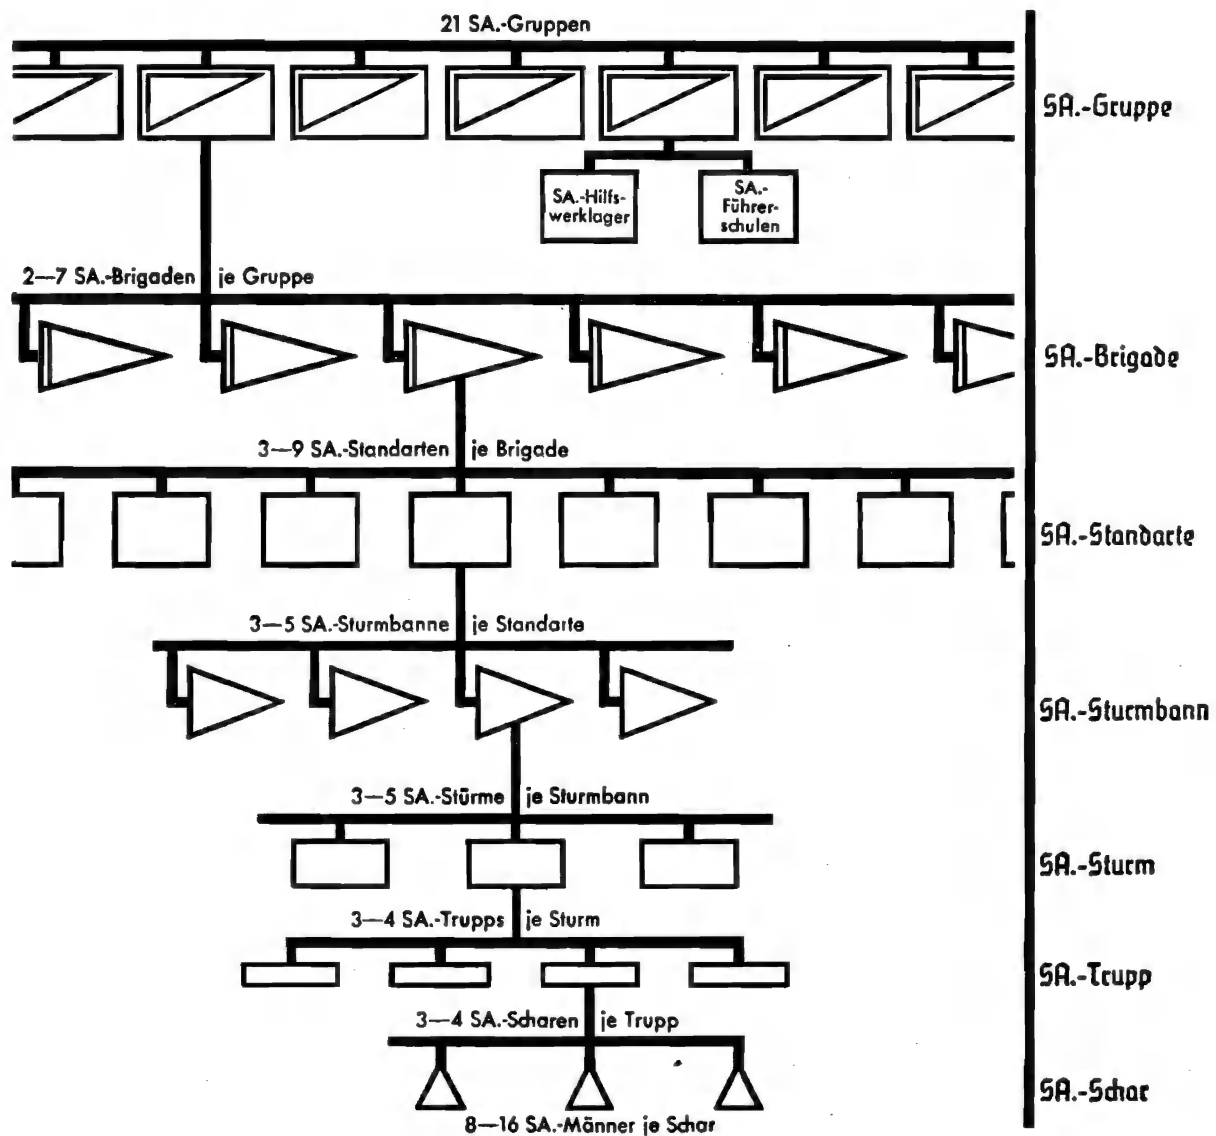 21 SA.-Gruppen
SA.-Gruppe
SA.-Hilfs-
werklager
SA.-
Führer-
schulen
2—7 SA.-Brigaden je Gruppe
SA.-Brigade
3—9 SA.-Standarten je Brigade
SA.-Standarte
3—5 SA.-Sturmbanne je Standarte
SA.-Sturmbann
3—5 SA.-Stürme je Sturmbann
SA.-Sturm
3—4 SA.-Trupps je Sturm
SA.-Trupp
3—4 SA.-Scharen je Trupp
SA.-Schar
8—16 SA.-Männer je Schar